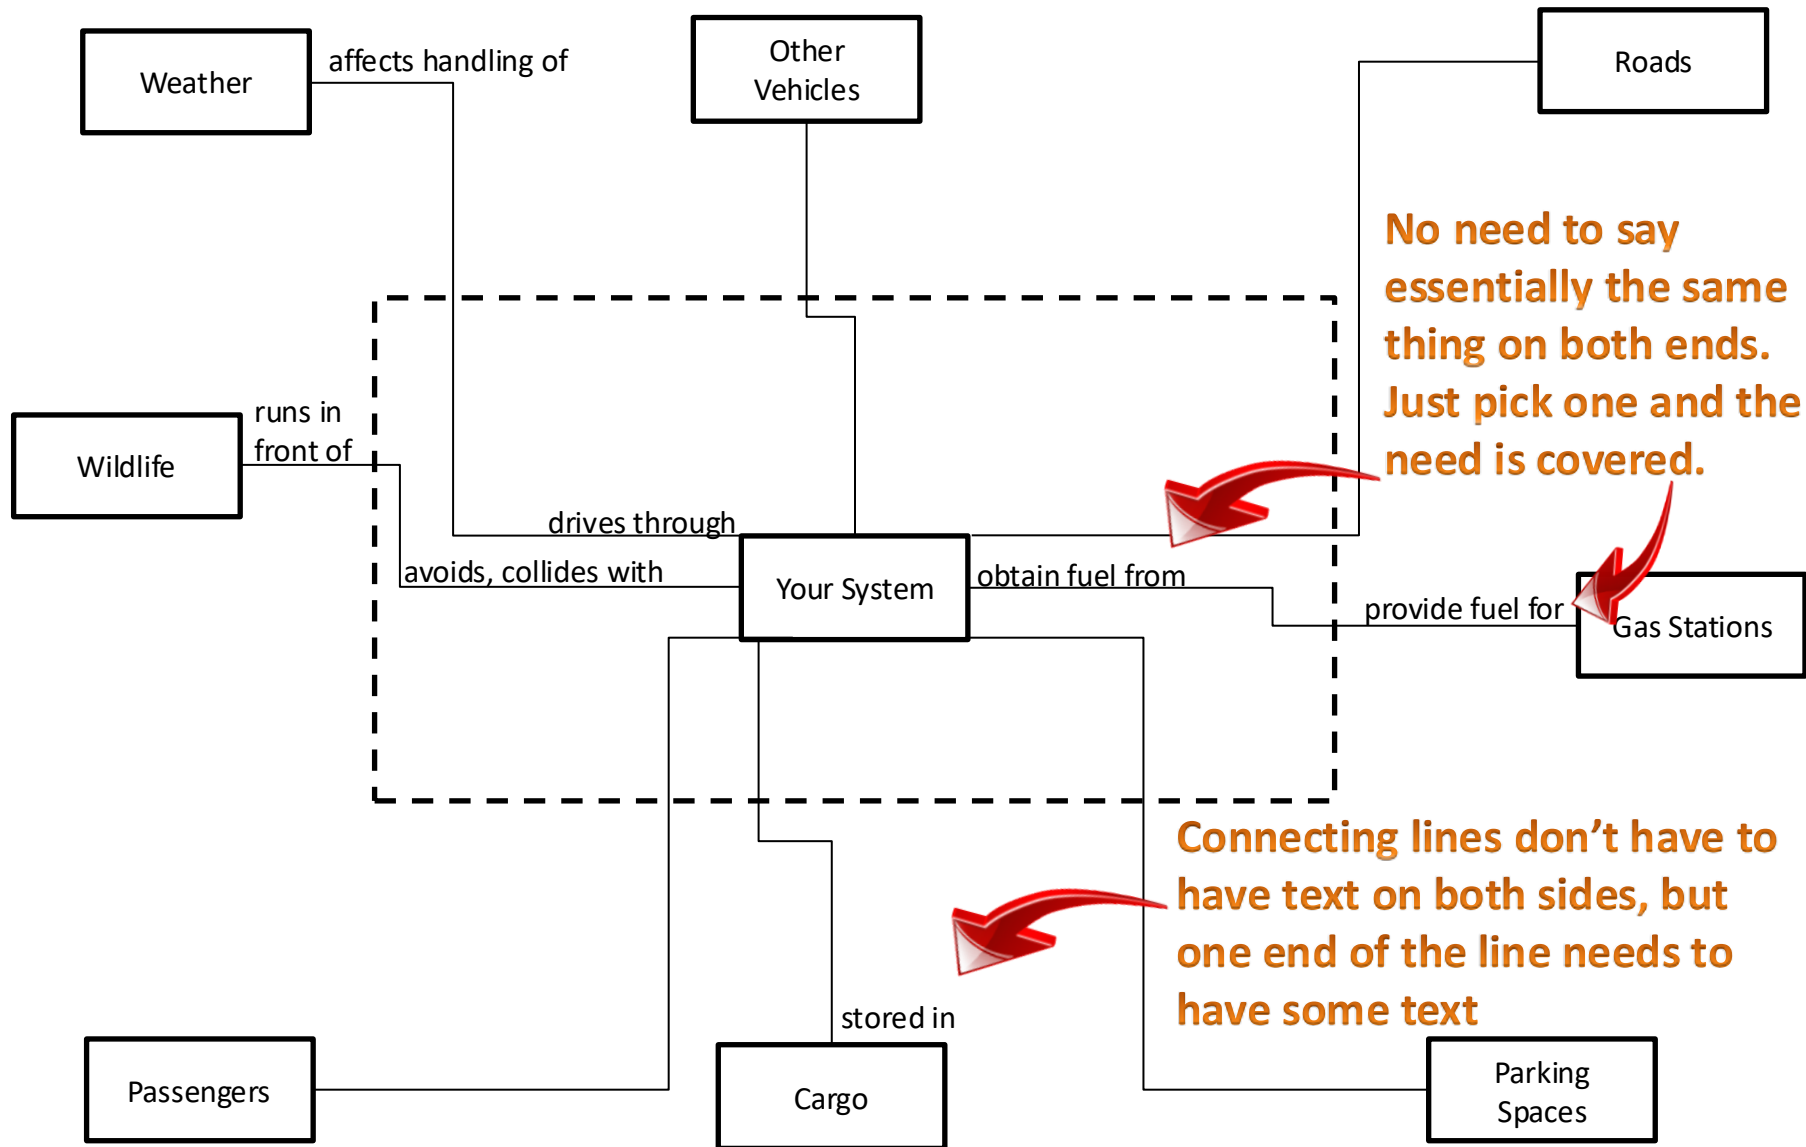 Weather
affects handling of
Other
Vehicles
Roads
No need to say
essentially the same
thing on both ends.
Just pick one and the
need is covered.
Wildlife
runs in
front of
drives through
avoids, collides with
Your System
obtain fuel from
provide fuel for
Gas Stations
Connecting lines don’t have to
have text on both sides, but
one end of the line needs to
have some text
stored in
Passengers
Cargo
Parking
Spaces